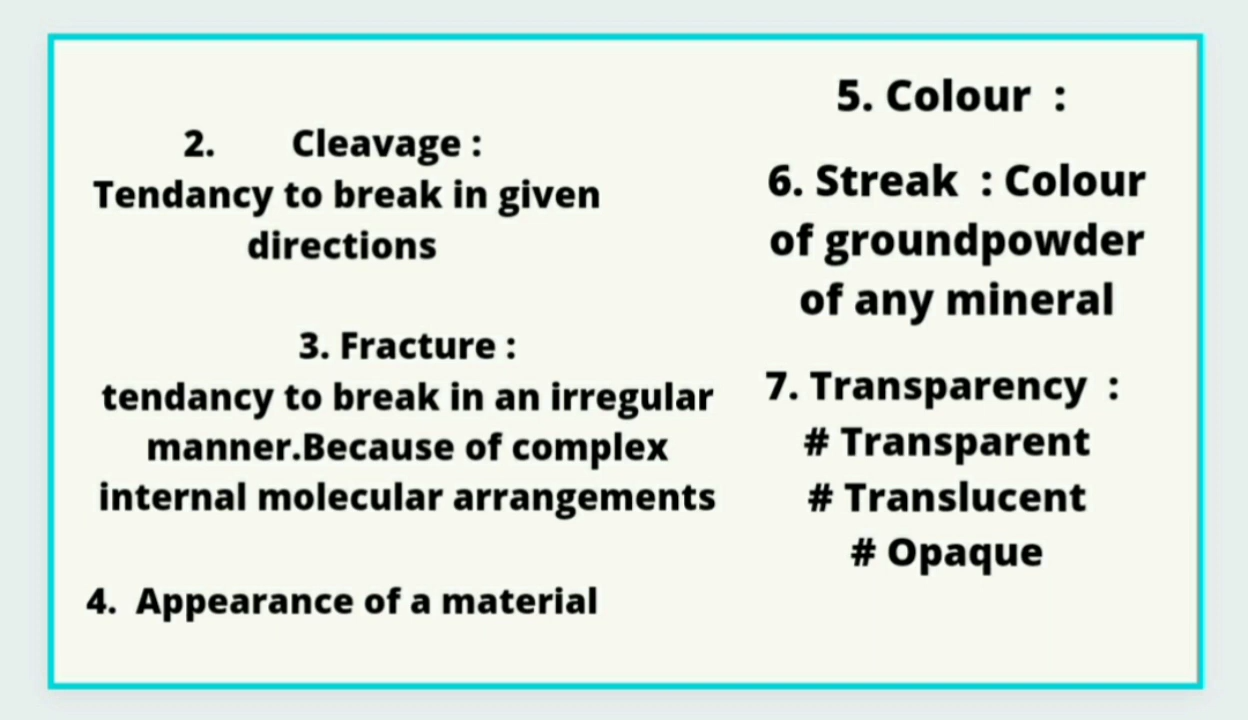 2. Cleavage :
Tendancy to break in given
directions
3. Fracture :
tendancy to break in an irregular
manner.Because of complex
internal molecular arrangements
4. Appearance of a material
5. Colour :
6. Streak : Colour
of groundpowder
of any mineral
7. Transparency :
# Transparent
# Translucent
# Opaque